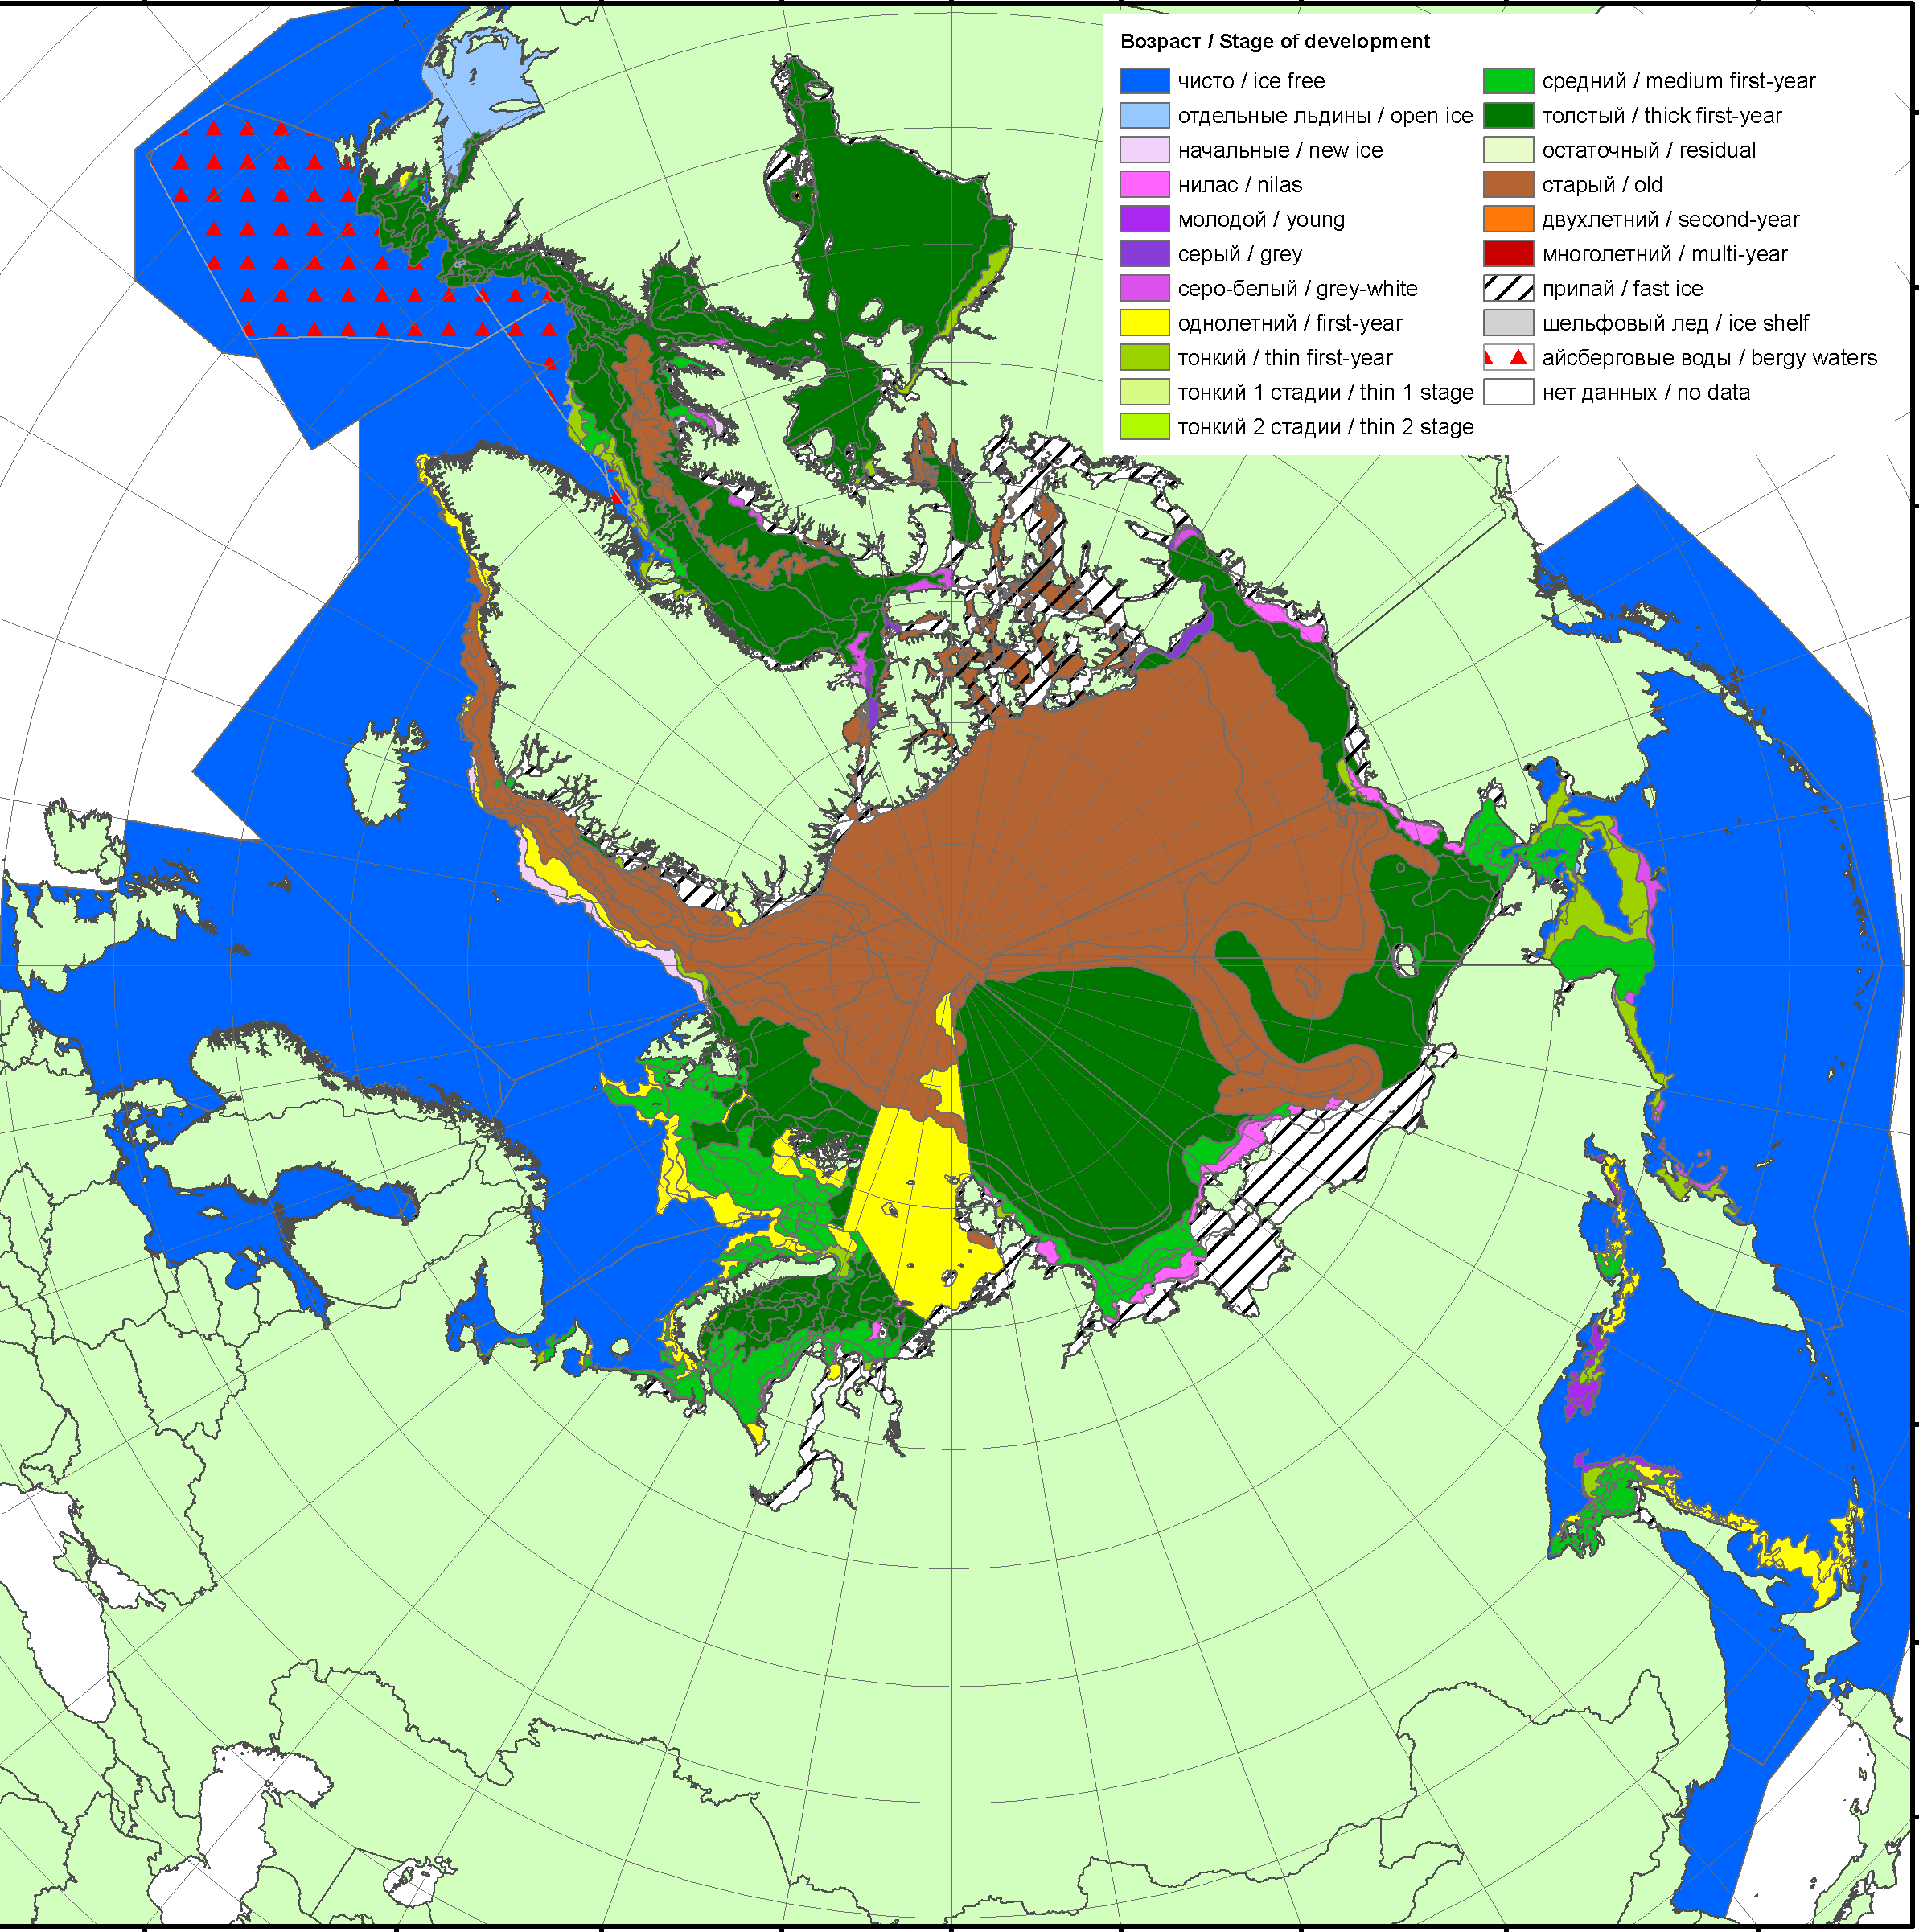 Возраст / Stage of development
чисто / ice free
отдельные льдины / open ice
начальные / new ice
нилас / nilas
молодой / young
серый / grey
серо-белый / grey-white
однолетний / first-year
тонкий / thin first-year
тонкий 1 стадии / thin 1 stage
тонкий 2 стадии / thin 2 stage
средний / medium first-year
толстый / thick first-year
остаточный / residual
старый / old
двухлетний / second-year
многолетний / multi-year
припай / fast ice
шельфовый лед / ice shelf
айсберговые воды / bergy waters
нет данных / no data